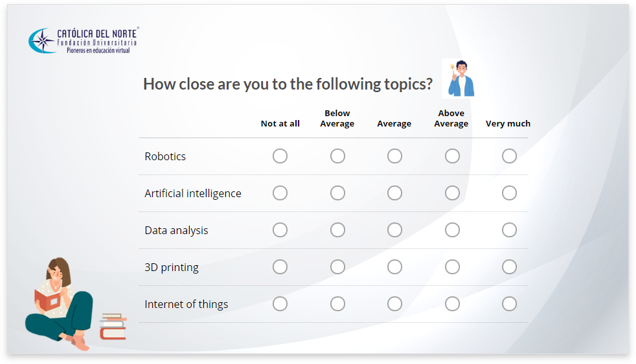 CATÓLICA DEL NORTE
Fundación Universitaria
Pioneros en educación virtual
How close are you to the following topics?
Not at all Below Average Average Above Average Very much
Robotics
Artificial intelligence
Data analysis
3D printing
Internet of things